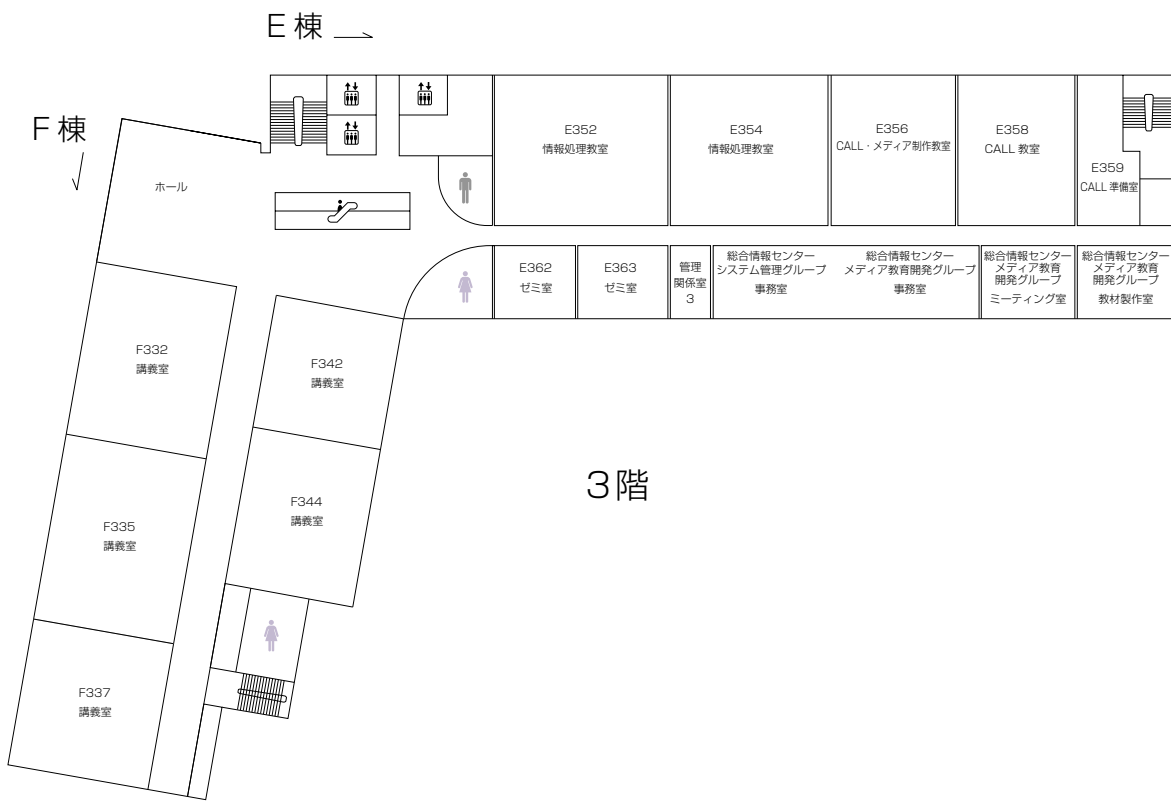 E 棟
F 棟
ホール
E352
情報処理教室
E354
情報処理教室
E356
CALL・メディア制作教室
E358
CALL 教室
E359
CALL 準備室
E362
ゼミ室
E363
ゼミ室
管理
関係室
3
総合情報センター
システム管理グループ
事務室
総合情報センター
メディア教育開発グループ
事務室
総合情報センター
メディア教育
開発グループ
ミーティング室
総合情報センター
メディア教育
開発グループ
教材製作室
F332
講義室
F342
講義室
F335
講義室
F344
講義室
F337
講義室
3階